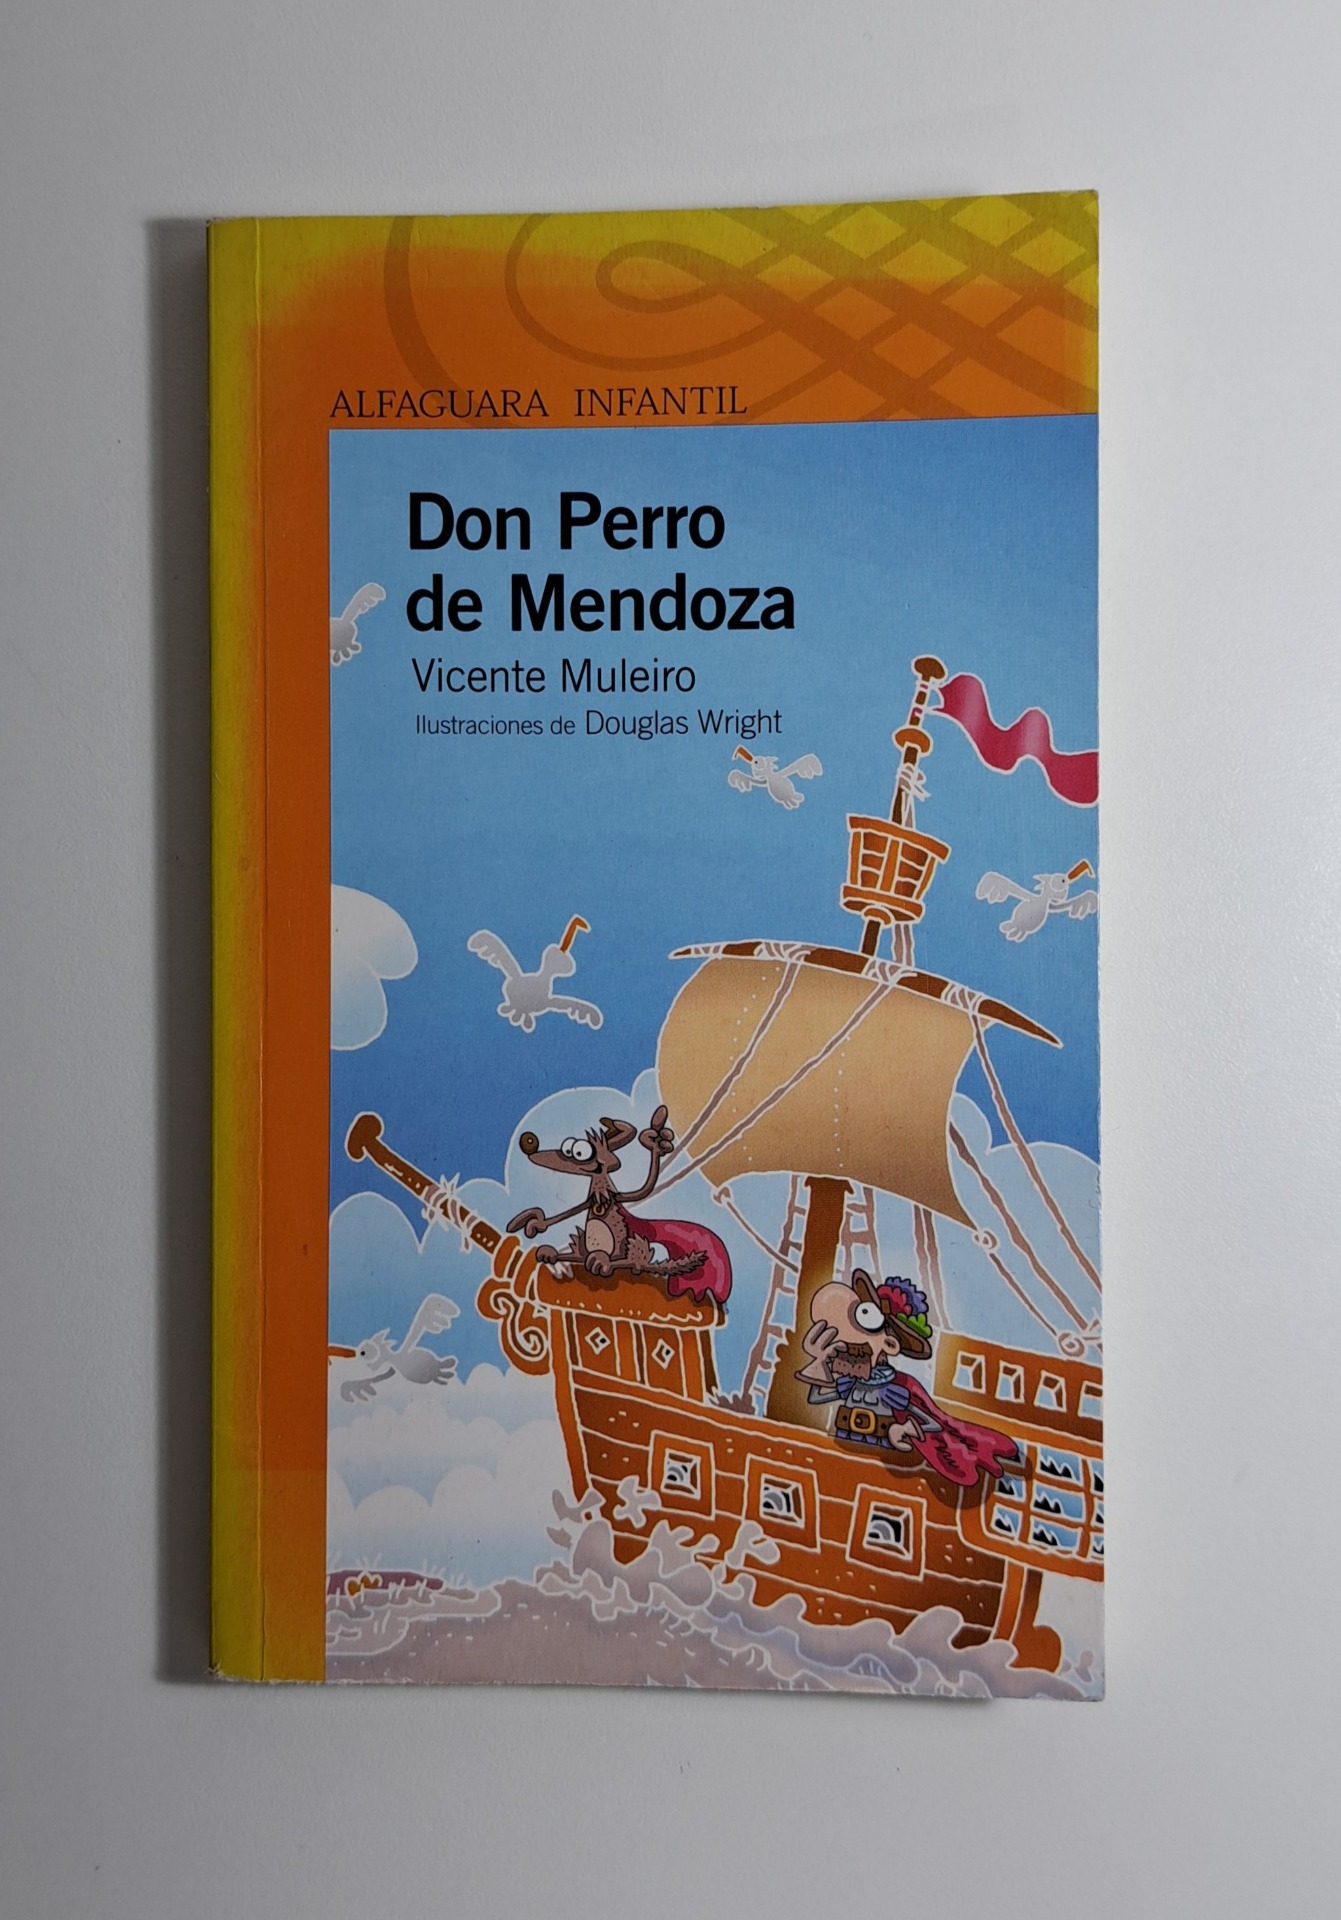 ALFAGUARA INFANTIL
Don Perro
de Mendoza
Vicente Muleiro
Ilustraciones de Douglas Wright